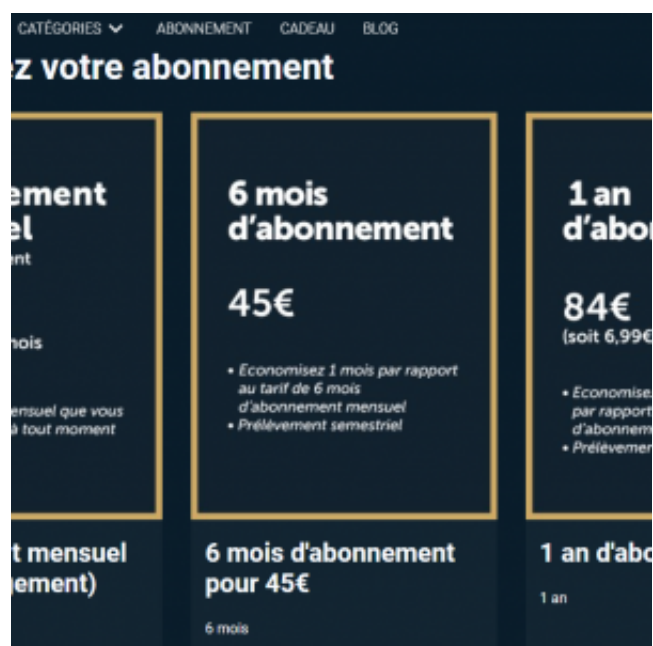 CATÉGORIES ABONNEMENT CADEAU BLOG
ez votre abonnement
ement
el
ent
nois
ensuel que vous
à tout moment
6 mois
d'abonnement
45€
• Economisez 1 mois par rapport
au tarif de 6 mois
d'abonnement mensuel
• Prélèvement semestriel
1 an
d'abo
84€
(soit 6,99€
• Economise
par rapport
d'abonnem
• Prélèvemen
t mensuel
gement)
6 mois d'abonnement
pour 45€
6 mois
1 an d'abo
1 an